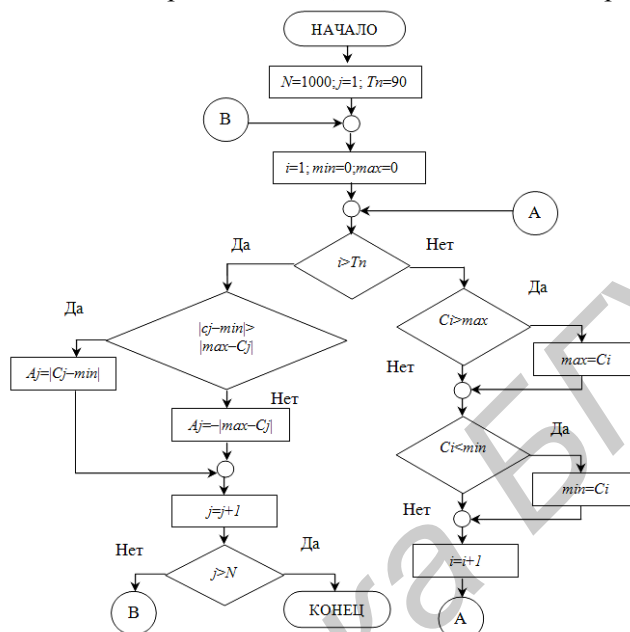 НАЧАЛО
N=1000; j=1; Tn=90
B
i=1; min=0;max=0
A
Да
Нет
i>Tn
Да
Да
|cj–min|>
|max–Cj|
Ci>max
Aj=|Cj–min|
max=Ci
Нет
Нет
Aj=–|max–Cj|
Да
Ci<min
min=Ci
j=j+1
Нет
Нет
Да
i=i+1
j>N
B
КОНЕЦ
A
ка БГ